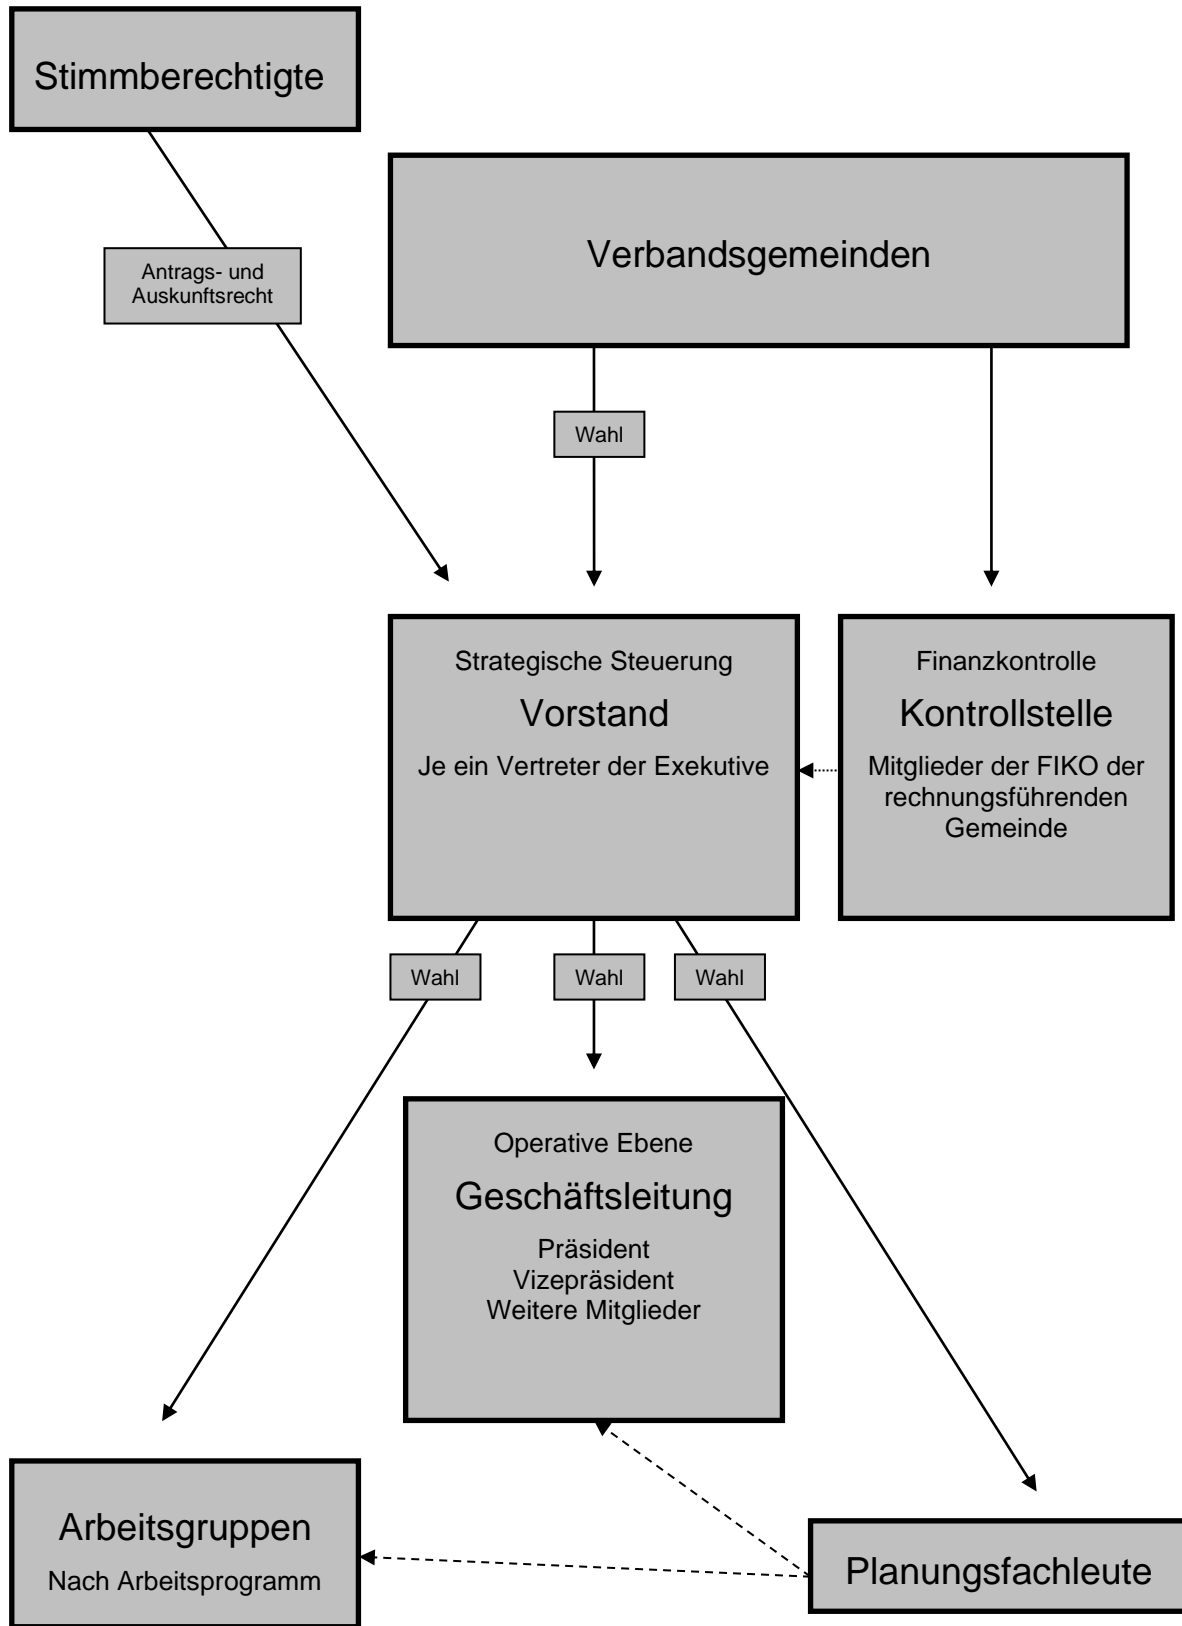 Stimmberechtigte
Verbandsgemeinden
Antrags- und
Auskunftsrecht
Wahl
Strategische Steuerung
Vorstand
Je ein Vertreter der Exekutive
Finanzkontrolle
Kontrollstelle
Mitglieder der FIKO der
rechnungsführenden
Gemeinde
Wahl
Wahl
Wahl
Operative Ebene
Geschäftsleitung
Präsident
Vizepräsident
Weitere Mitglieder
Arbeitsgruppen
Nach Arbeitsprogramm
Planungsfachleute